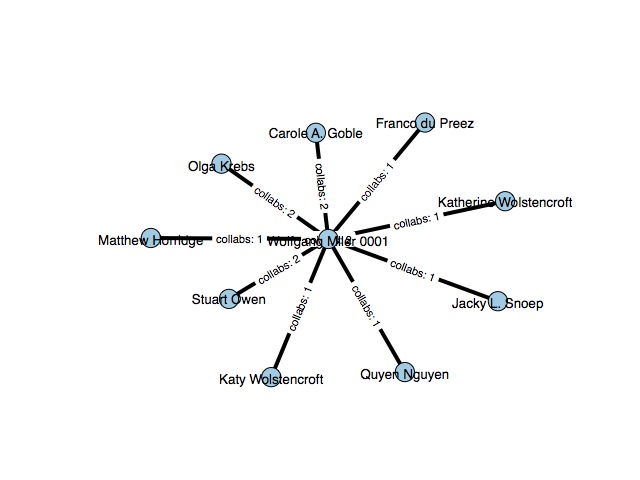 Franco du Preez
Carole A. Goble
Olga Krebs
collabs: 1
collabs: 2
collabs: 2
Katherine Wolstencroft
collabs: 1
Matthew Horridge
collabs: 1
Wolfgang Mller 0001
collabs: 2
collabs: 1
Stuart Owen
Jacky L. Snoep
collabs: 1
collabs: 1
Katy Wolstencroft
Quyen Nguyen